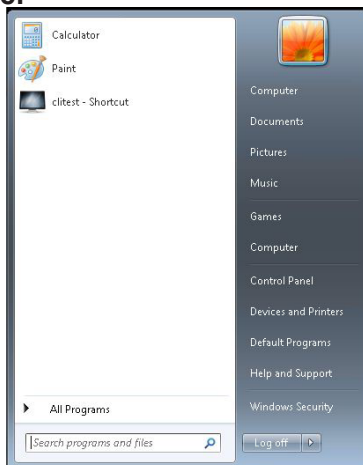 Calculator
Paint
clitest - Shortcut
All Programs
Search programs and files
Computer
Documents
Pictures
Music
Games
Computer
Control Panel
Devices and Printers
Default Programs
Help and Support
Windows Security
Log off